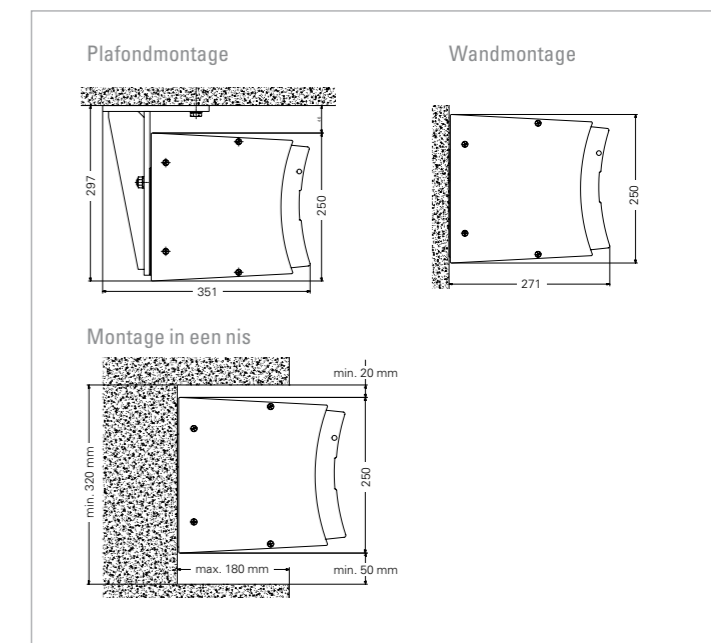 Plafondmontage
Wandmontage
297
250
351
250
271
Montage in een nis
min. 20 mm
min. 320 mm
250
max. 180 mm
min. 50 mm